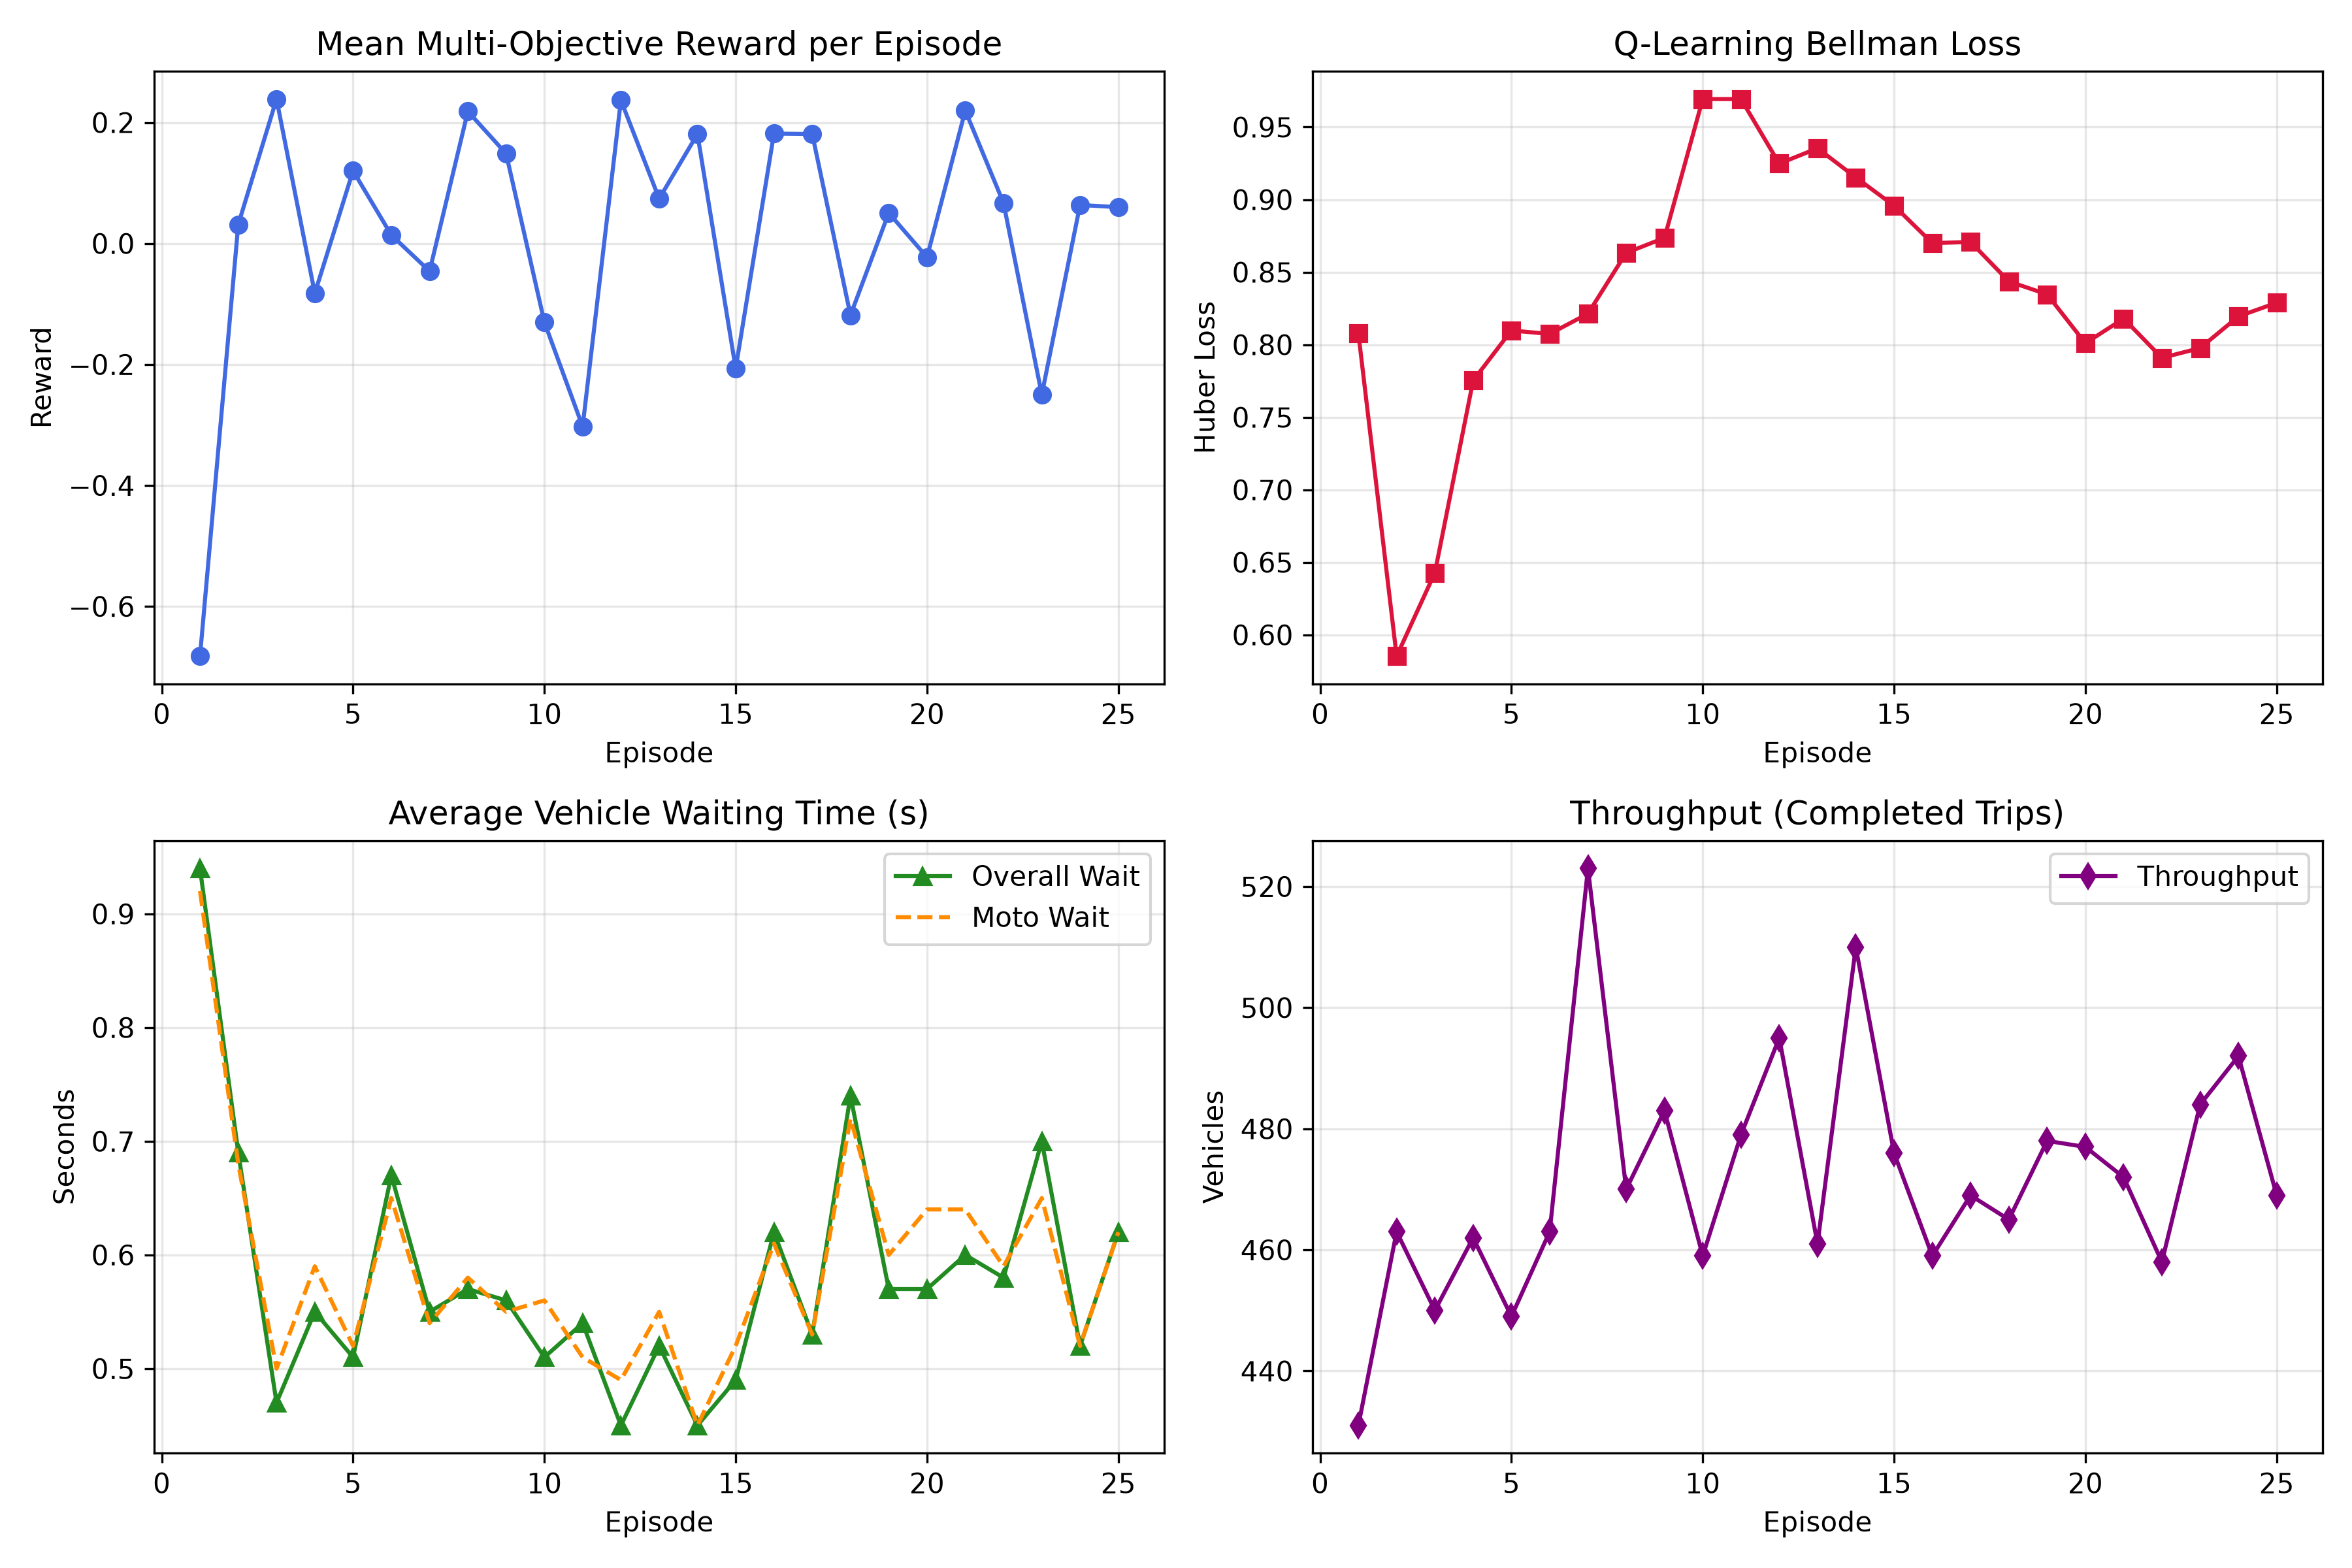 Mean Multi-Objective Reward per Episode
0.2
0.0
−0.2
−0.4
−0.6
Reward
0 5 10 15 20 25
Episode
Q-Learning Bellman Loss
0.95
0.90
0.85
0.80
0.75
0.70
0.65
0.60
Huber Loss
0 5 10 15 20 25
Episode
Average Vehicle Waiting Time (s)
Overall Wait
Moto Wait
0.9
0.8
0.7
0.6
0.5
Seconds
0 5 10 15 20 25
Episode
Throughput (Completed Trips)
Throughput
520
500
480
460
440
Vehicles
0 5 10 15 20 25
Episode